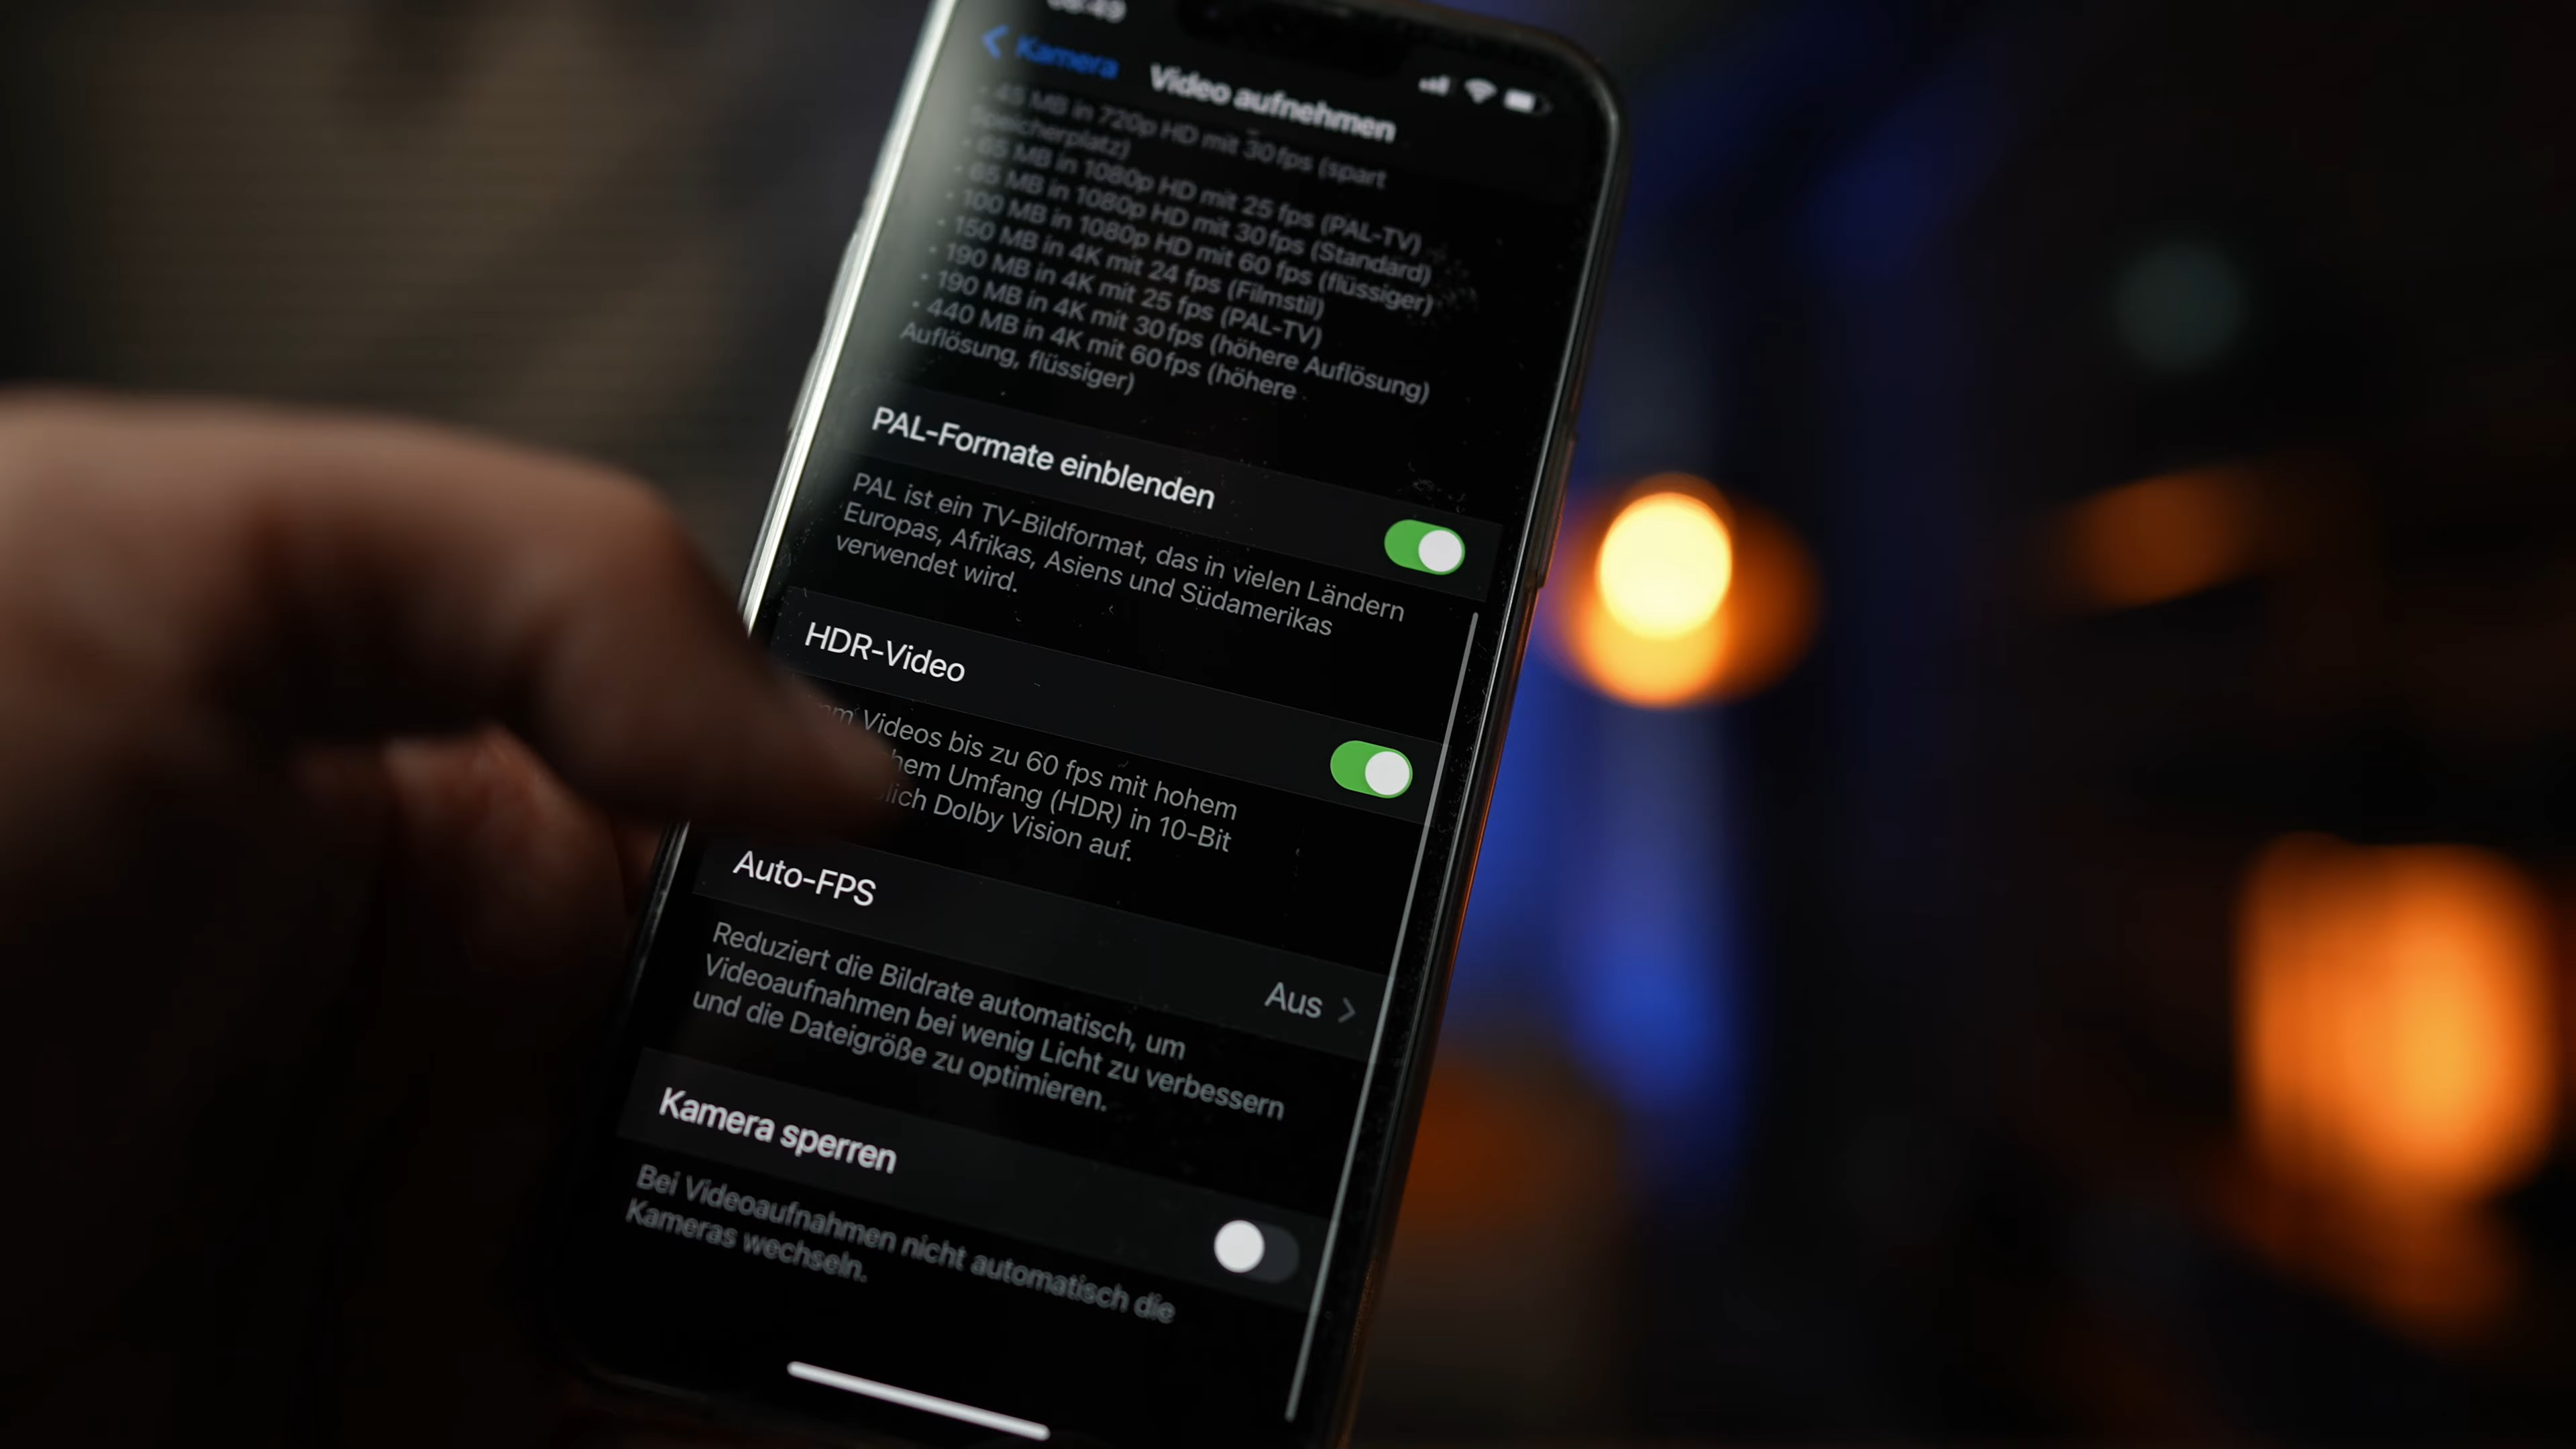 Kamera
Video aufnehmen
• 45 MB in 720p HD mit 30 fps (spart
Speicherplatz)
• 65 MB in 1080p HD mit 25 fps (PAL-TV)
• 65 MB in 1080p HD mit 30 fps (Standard)
• 100 MB in 1080p HD mit 60 fps (flüssiger)
• 150 MB in 4K mit 24 fps (Filmstil)
• 190 MB in 4K mit 25 fps (PAL-TV)
• 190 MB in 4K mit 30 fps (höhere Auflösung)
• 440 MB in 4K mit 60 fps (höhere
Auflösung, flüssiger)
PAL-Formate einblenden
PAL ist ein TV-Bildformat, das in vielen Ländern
Europas, Afrikas, Asiens und Südamerikas
verwendet wird.
HDR-Video
Videos bis zu 60 fps mit hohem
Umfang (HDR) in 10-Bit
Dolby Vision auf.
Auto-FPS
Aus
Reduziert die Bildrate automatisch, um
Videoaufnahmen bei wenig Licht zu verbessern
und die Dateigröße zu optimieren.
Kamera sperren
Bei Videoaufnahmen nicht automatisch die
Kameras wechseln.